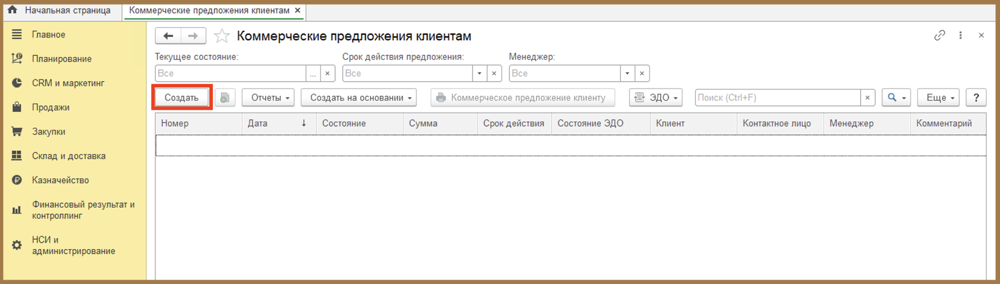 Начальная страница
Коммерческие предложения клиентам ×
Главное
Планирование
CRM и маркетинг
Продажи
Закупки
Склад и доставка
Казначейство
Финансовый результат и
контроллинг
НСИ и
администрирование
Коммерческие предложения клиентам
Текущее состояние: Срок действия предложения: Менеджер:
Все ... × Все × Все ×
Создать Отчеты Создать на основании Коммерческое предложение клиенту ЭДО Поиск (Ctrl+F) × Еще ?
Номер Дата ↓ Состояние Сумма Срок действия Состояние ЭДО Клиент Контактное лицо Менеджер Комментарий